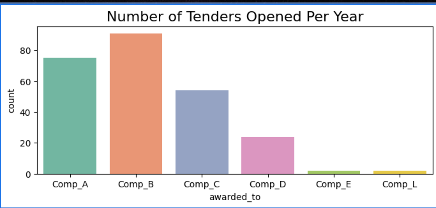 Number of Tenders Opened Per Year
80
60
40
20
0
count
Comp_A Comp_B Comp_C Comp_D Comp_E Comp_L
awarded_to